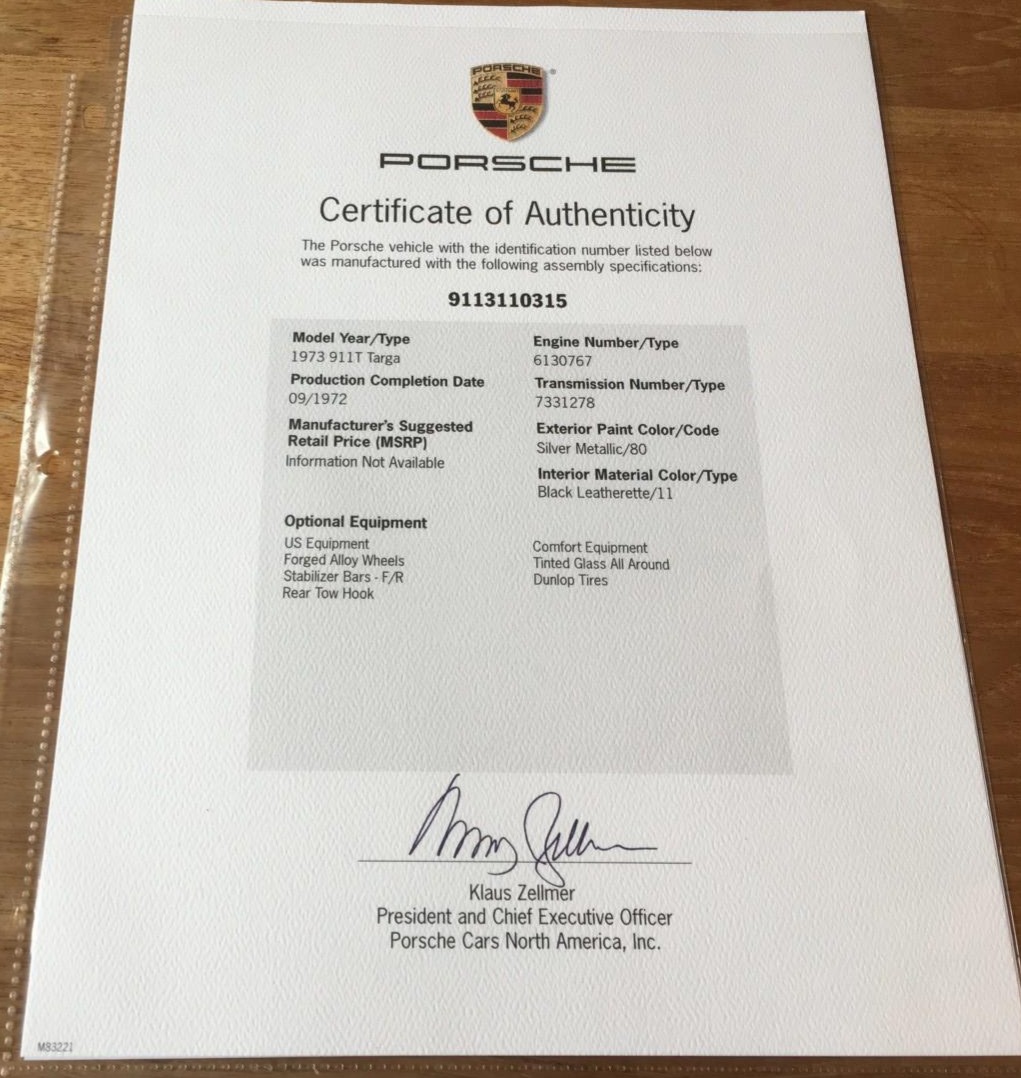 PORSCHE
PORSCHE
Certificate of Authenticity
The Porsche vehicle with the identification number listed below
was manufactured with the following assembly specifications:
9113110315
Model Year/Type
1973 911T Targa
Production Completion Date
09/1972
Manufacturer's Suggested
Retail Price (MSRP)
Information Not Available
Engine Number/Type
6130767
Transmission Number/Type
7331278
Exterior Paint Color/Code
Silver Metallic/80
Interior Material Color/Type
Black Leatherette/11
Optional Equipment
US Equipment
Forged Alloy Wheels
Stabilizer Bars - F/R
Rear Tow Hook
Comfort Equipment
Tinted Glass All Around
Dunlop Tires
Klaus Zellmer
President and Chief Executive Officer
Porsche Cars North America, Inc.
M83221